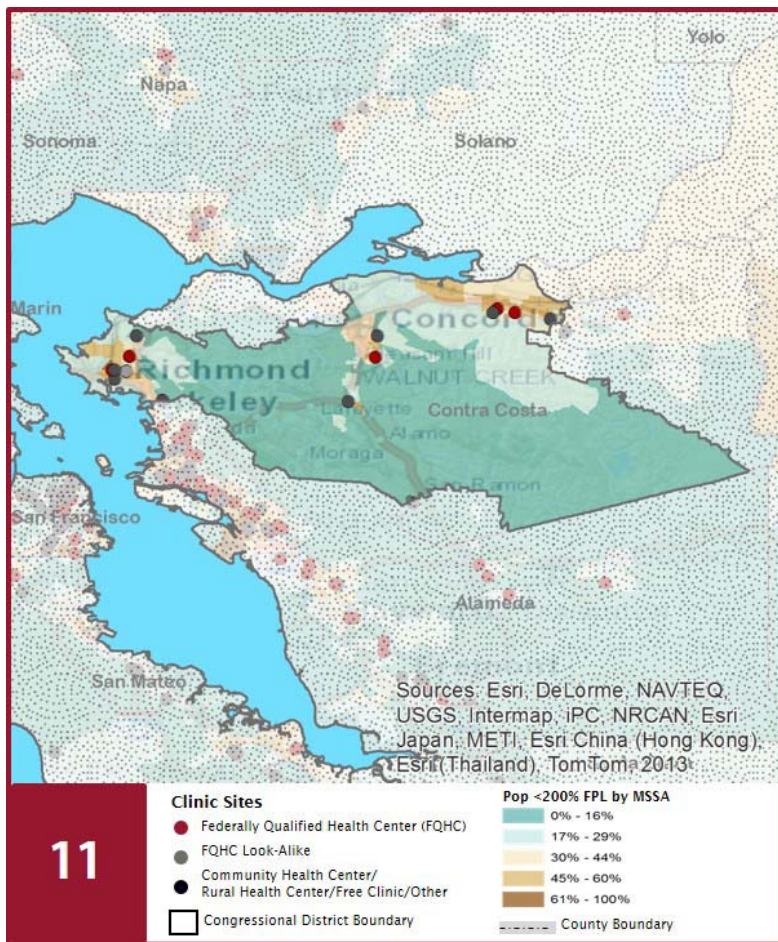 Yolo
Napa
Sonoma
Solano
Marin
Concord
Richmond
WALNUT CREEK
Lafayette
Contra Costa
Alamo
Moraga
San Ramon
San Francisco
Alameda
San Mateo
Sources: Esri, DeLorme, NAVTEQ,
USGS, Intermap, iPC, NRCAN, Esri
Japan, METI, Esri China (Hong Kong),
Esri (Thailand), TomTom, 2013
11
Clinic Sites
Federally Qualified Health Center (FQHC)
FQHC Look-Alike
Community Health Center/
Rural Health Center/Free Clinic/Other
Congressional District Boundary
Pop <200% FPL by MSSA
0% - 16%
17% - 29%
30% - 44%
45% - 60%
61% - 100%
County Boundary